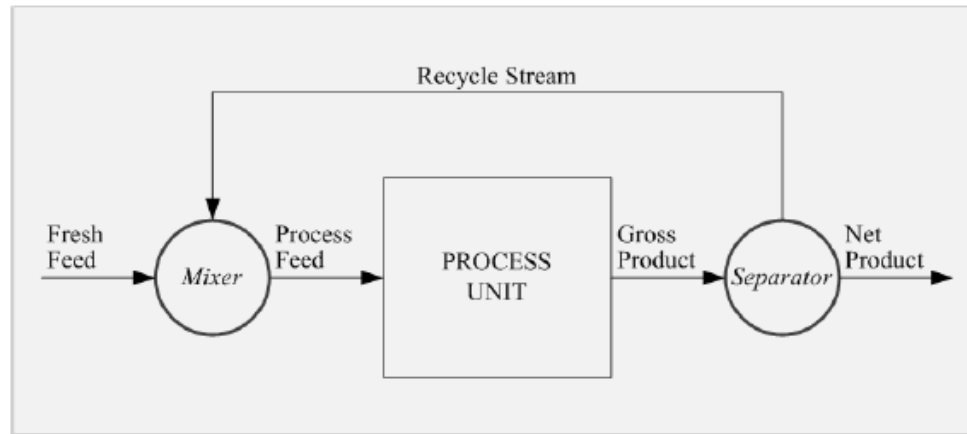 Recycle Stream
Fresh
Feed
Mixer
Process
Feed
PROCESS
UNIT
Gross
Product
Separator
Net
Product